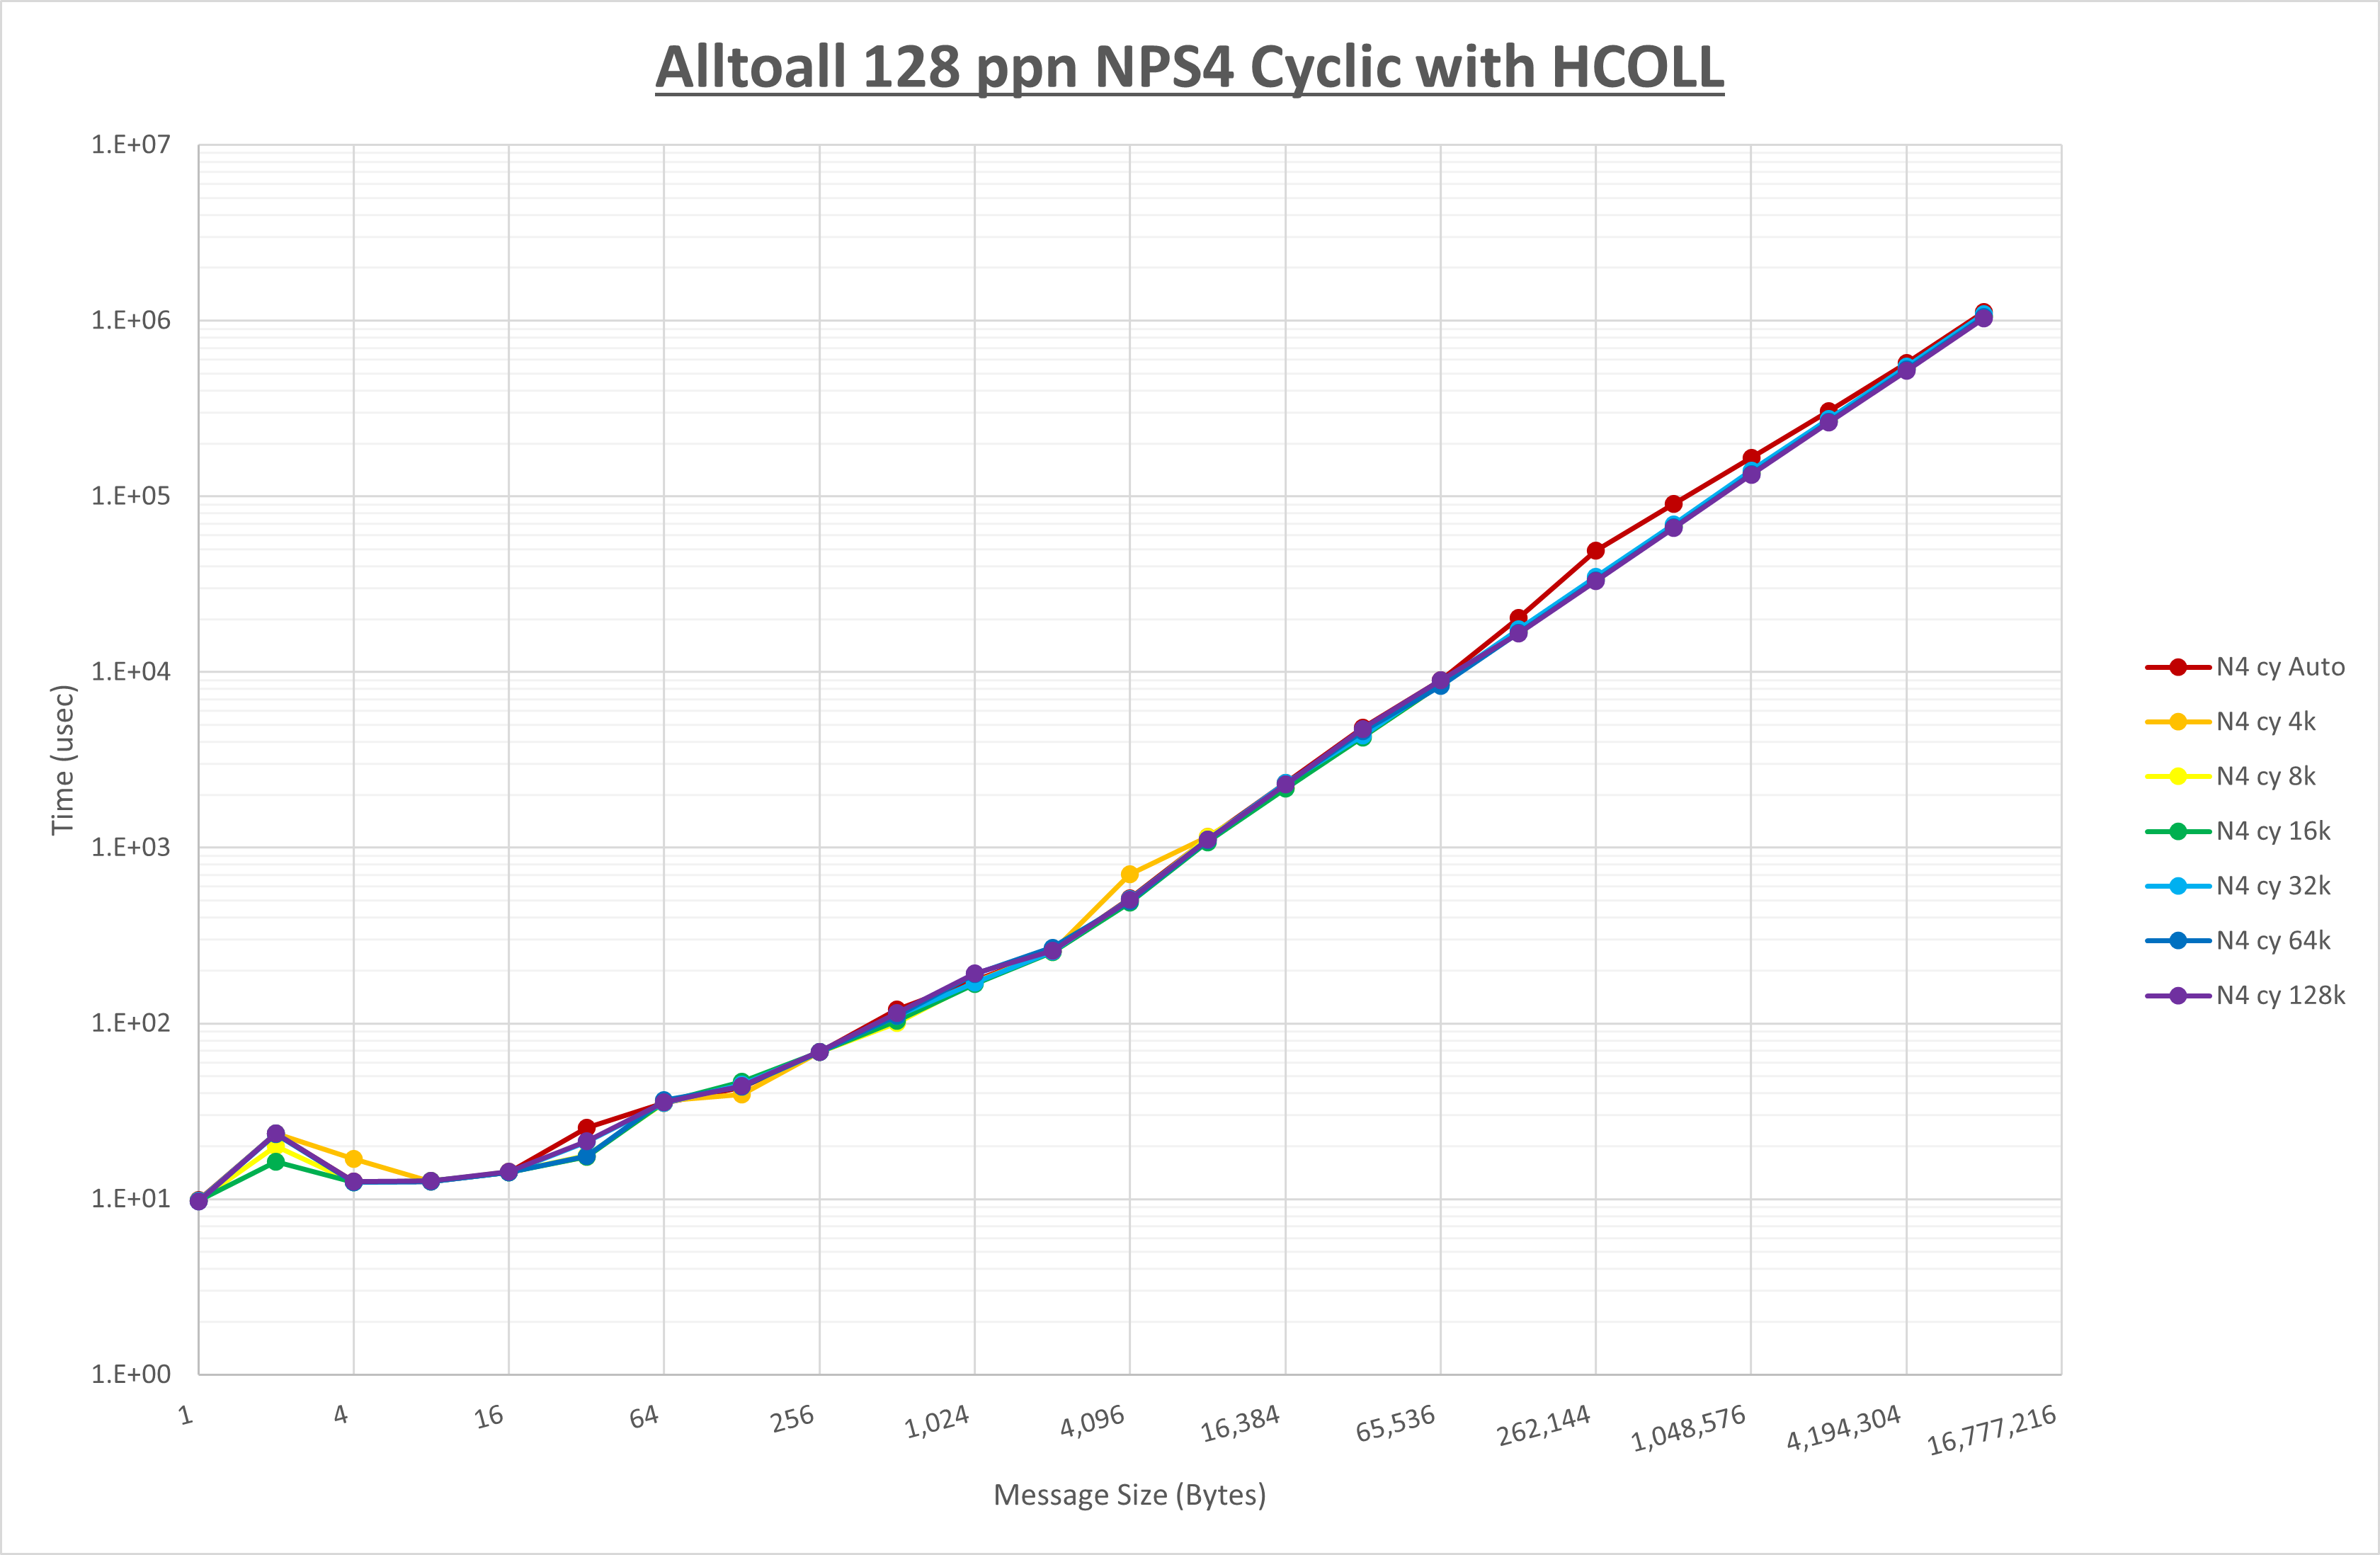 Alltoall 128 ppn NPS4 Cyclic with HCOLL
1.E+07
1.E+06
1.E+05
1.E+04
1.E+03
1.E+02
1.E+01
1.E+00
Time (usec)
1 4 16 64 256 1,024 4,096 16,384 65,536 262,144 1,048,576 4,194,304 16,777,216
Message Size (Bytes)
N4 cy Auto
N4 cy 4k
N4 cy 8k
N4 cy 16k
N4 cy 32k
N4 cy 64k
N4 cy 128k